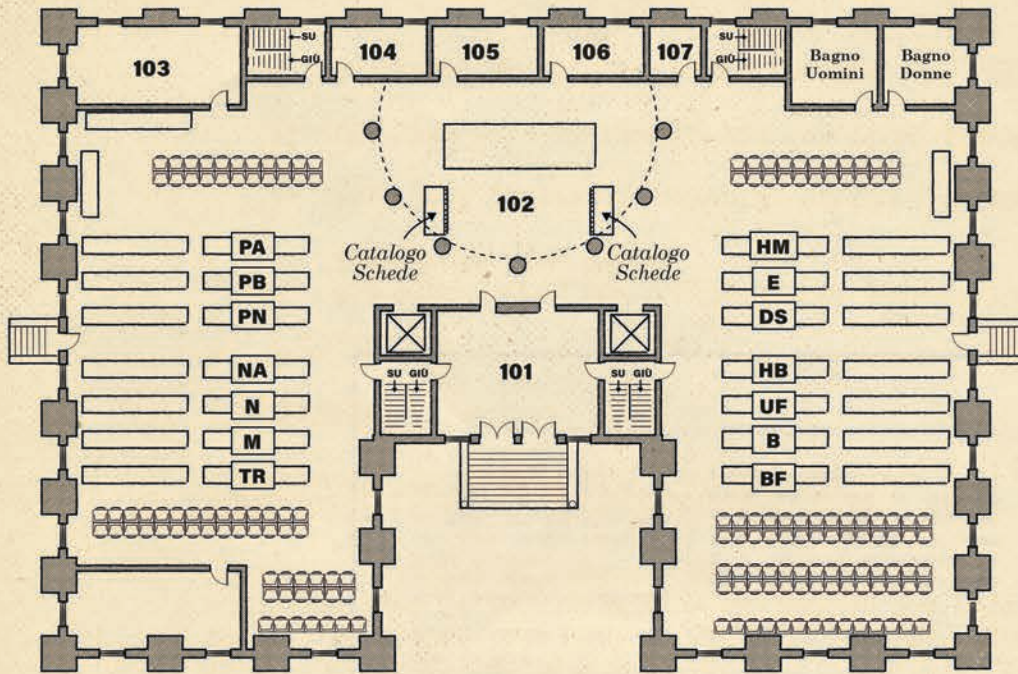 103
SU
GIÙ
104
105
106
107
SU
GIÙ
Bagno
Uomini
Bagno
Donne
102
Catalogo
Schede
Catalogo
Schede
PA
HM
PB
E
PN
DS
101
SU GIÙ
SU GIÙ
NA
HB
N
UF
M
B
TR
BF